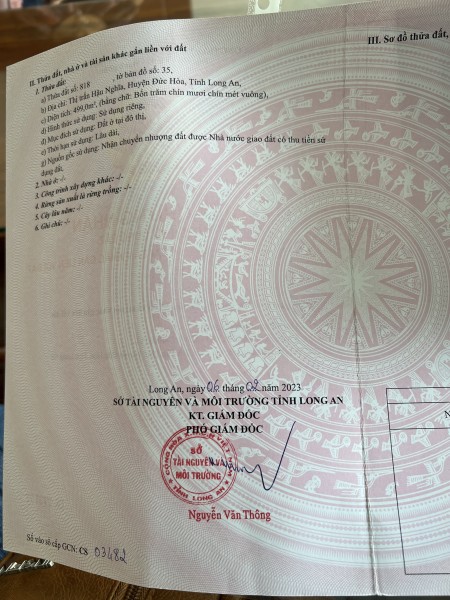 II. Thửa đất, nhà ở và tài sản khác gắn liền với đất
III. Sơ đồ thửa đất,
1. Thửa đất:
a) Thửa đất số: 818, tờ bản đồ số: 35,
b) Địa chỉ: Thị trấn Hậu Nghĩa, Huyện Đức Hòa, Tỉnh Long An,
c) Diện tích: 499,0m², (bằng chữ: Bốn trăm chín mươi chín mét vuông),
d) Hình thức sử dụng: Sử dụng riêng,
đ) Mục đích sử dụng: Đất ở tại đô thị,
e) Thời hạn sử dụng: Lâu dài,
g) Nguồn gốc sử dụng: Nhận chuyển nhượng đất được Nhà nước giao đất có thu tiền sử
dụng đất.
2. Nhà ở: -/-
3. Công trình xây dựng khác: -/-
4. Rừng sản xuất là rừng trồng: -/-
5. Cây lâu năm: -/-
6. Ghi chú: -/-
Long An, ngày 06 tháng 02 năm 2023
SỞ TÀI NGUYÊN VÀ MÔI TRƯỜNG TỈNH LONG AN
KT. GIÁM ĐỐC
PHÓ GIÁM ĐỐC
SỞ
TÀI NGUYÊN VÀ
MÔI TRƯỜNG
TỈNH LONG AN
Nguyễn Văn Thông
Số vào sổ cấp GCN: CS 03482